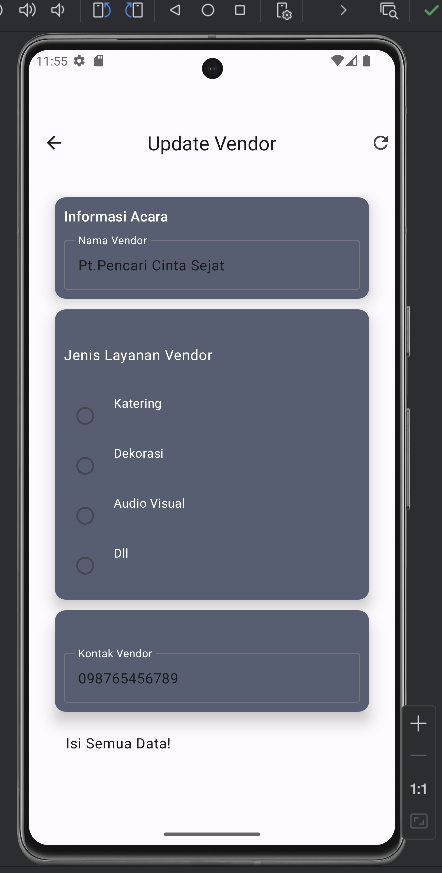 11:55
Update Vendor
Informasi Acara
Nama Vendor
Pt.Pencari Cinta Sejat
Jenis Layanan Vendor
Katering
Dekorasi
Audio Visual
Dll
Kontak Vendor
098765456789
Isi Semua Data!
1:1